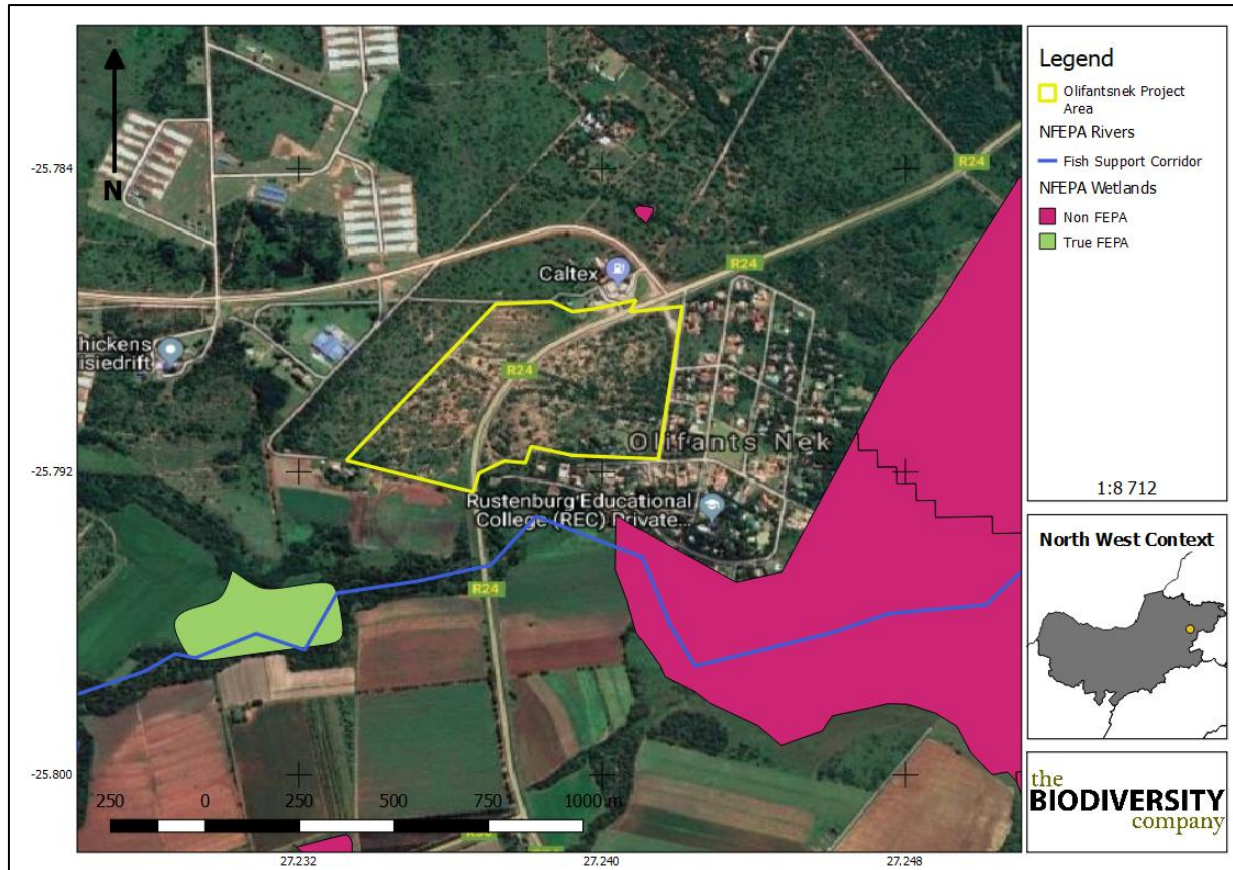 N
R24
R24
Caltex
hickens
isiedrift
R24
Olifants Nek
Rustenburg Educational
College (REC) Private...
R24
-25.784
-25.792
-25.800
250 0 250 500 750 1000 m
27.232 27.240 27.248
Legend
Olifantsnek Project
Area
NFEPA Rivers
Fish Support Corridor
NFEPA Wetlands
Non FEPA
True FEPA
1:8 712
North West Context
the
BIODIVERSITY
company